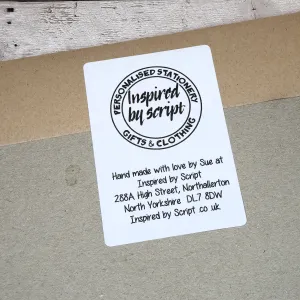 PERSONALISED STATIONERY
Inspired
by script
GIFTS & CLOTHING
Hand made with love by Sue at
Inspired by Script
288A High Street, Northallerton
North Yorkshire DL7 8DW
Inspired by Script.co.uk